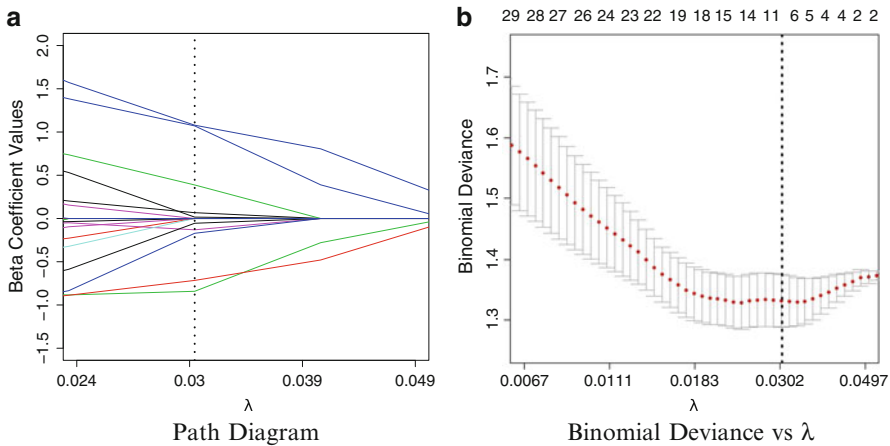 a
2.0
1.5
1.0
0.5
0.0
−0.5
−1.0
−1.5
Beta Coefficient Values
0.024 0.03 0.039 0.049
λ
Path Diagram
b
29 28 27 26 24 23 22 19 18 15 14 11 6 5 4 4 2 2
1.7
1.6
1.5
1.4
1.3
Binomial Deviance
0.0067 0.0111 0.0183 0.0302 0.0497
λ
Binomial Deviance vs λ